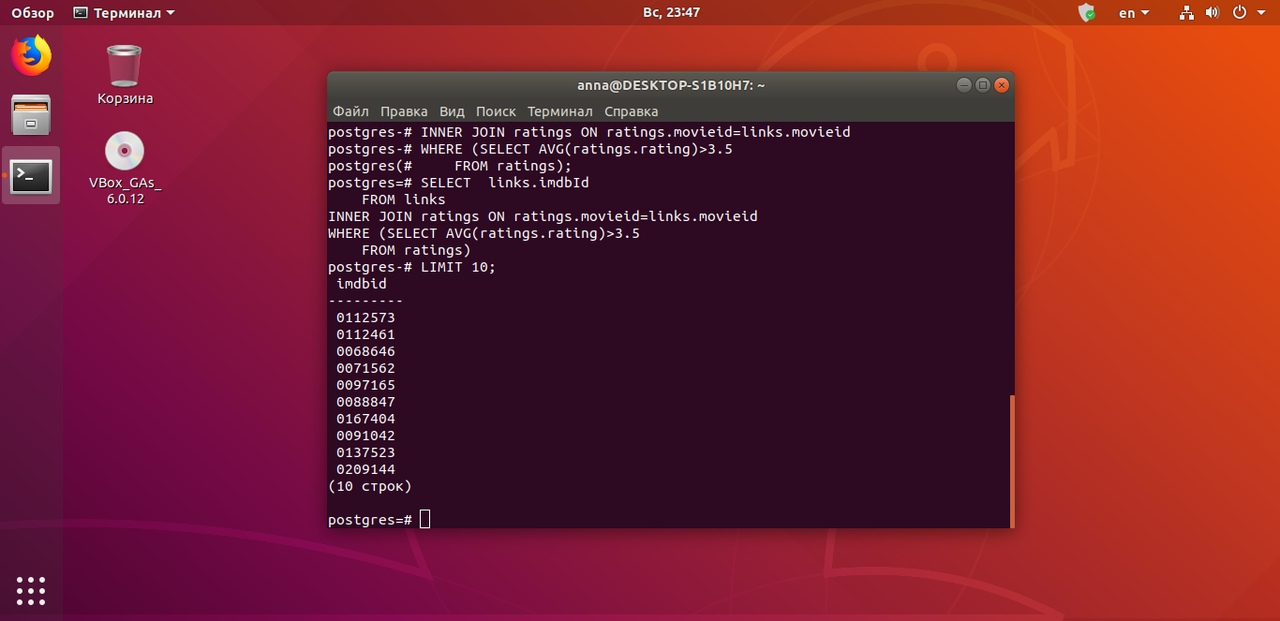 Обзор
Терминал
Вс, 23:47
en
Корзина
VBox_GAs_
6.0.12
anna@DESKTOP-S1B10H7: ~
Файл Правка Вид Поиск Терминал Справка
postgres-# INNER JOIN ratings ON ratings.movieid=links.movieid
postgres-# WHERE (SELECT AVG(ratings.rating)>3.5
postgres(#     FROM ratings);
postgres=# SELECT  links.imdbId
    FROM links
INNER JOIN ratings ON ratings.movieid=links.movieid
WHERE (SELECT AVG(ratings.rating)>3.5
    FROM ratings)
postgres-# LIMIT 10;
 imdbid
---------
 0112573
 0112461
 0068646
 0071562
 0097165
 0088847
 0167404
 0091042
 0137523
 0209144
(10 строк)
postgres=#